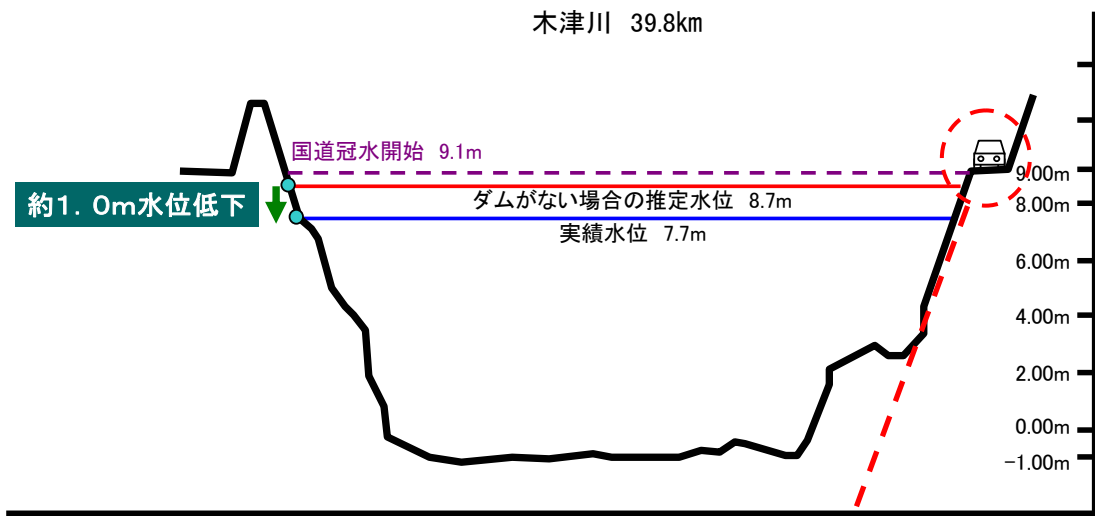 木津川 39.8km
国道冠水開始 9.1m
約1.0m水位低下
ダムがない場合の推定水位 8.7m
実績水位 7.7m
9.00m
8.00m
6.00m
4.00m
2.00m
0.00m
-1.00m